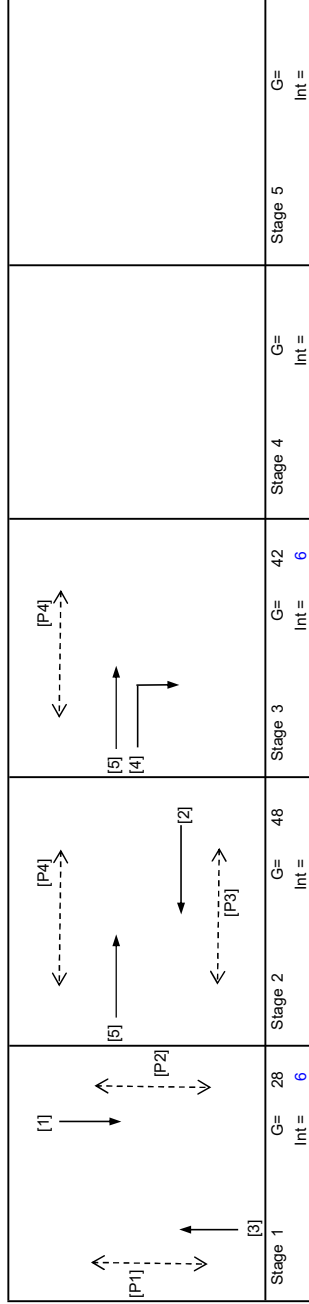 [1]
[P2]
[P1]
[3]
Stage 1
G= 28
Int = 6
[P4]
[5]
[2]
[P3]
Stage 2
G= 48
Int =
[P4]
[5]
[4]
Stage 3
G= 42
Int = 6
Stage 4
G=
Int =
Stage 5
G=
Int =